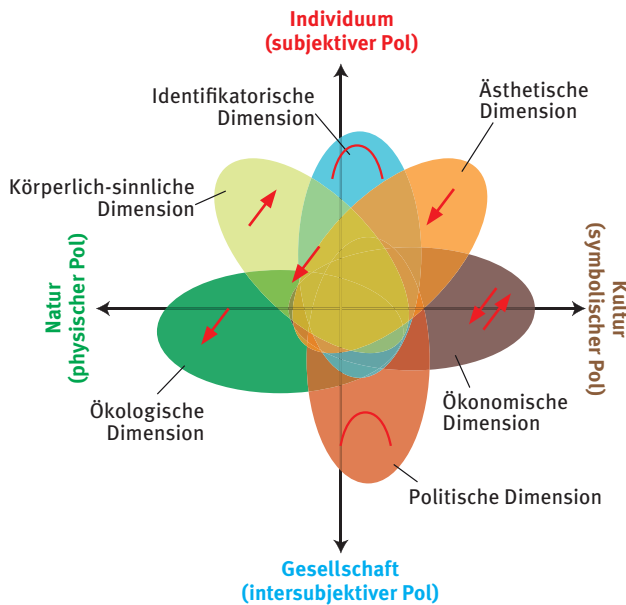 Individuum
(subjektiver Pol)
Identifikatorische
Dimension
Ästhetische
Dimension
Körperlich-sinnliche
Dimension
Natur
(physischer Pol)
Kultur
(symbolischer Pol)
Ökologische
Dimension
Ökonomische
Dimension
Politische Dimension
Gesellschaft
(intersubjektiver Pol)